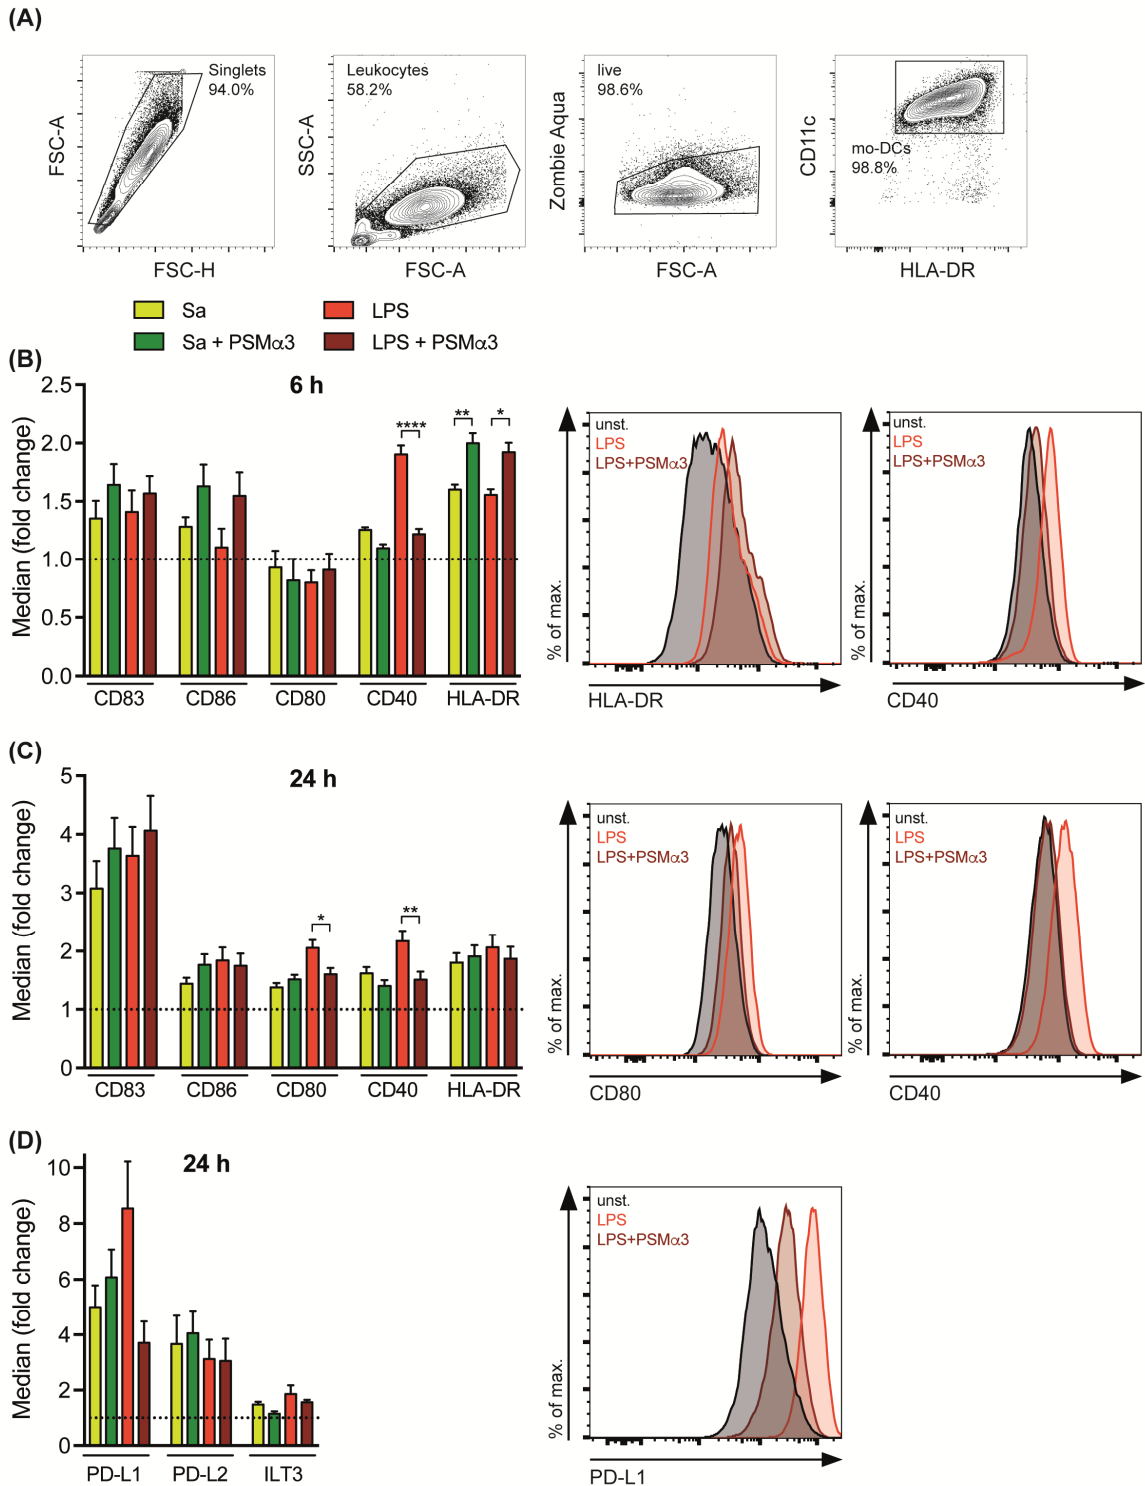 (A)
Singlets
94.0%
FSC-A
FSC-H
Leukocytes
58.2%
SSC-A
FSC-A
live
98.6%
Zombie Aqua
FSC-A
mo-DCs
98.8%
CD11c
HLA-DR
Sa
LPS
Sa + PSMα3
LPS + PSMα3
(B)
6 h
Median (fold change)
2.5
2.0
1.5
1.0
0.5
0.0
**** ** *
CD83 CD86 CD80 CD40 HLA-DR
unst.
LPS
LPS+PSMα3
% of max.
HLA-DR
unst.
LPS
LPS+PSMα3
% of max.
CD40
(C)
24 h
Median (fold change)
5
4
3
2
1
0
* **
CD83 CD86 CD80 CD40 HLA-DR
unst.
LPS
LPS+PSMα3
% of max.
CD80
unst.
LPS
LPS+PSMα3
% of max.
CD40
(D)
24 h
Median (fold change)
10
8
6
4
2
0
PD-L1 PD-L2 ILT3
unst.
LPS
LPS+PSMα3
% of max.
PD-L1